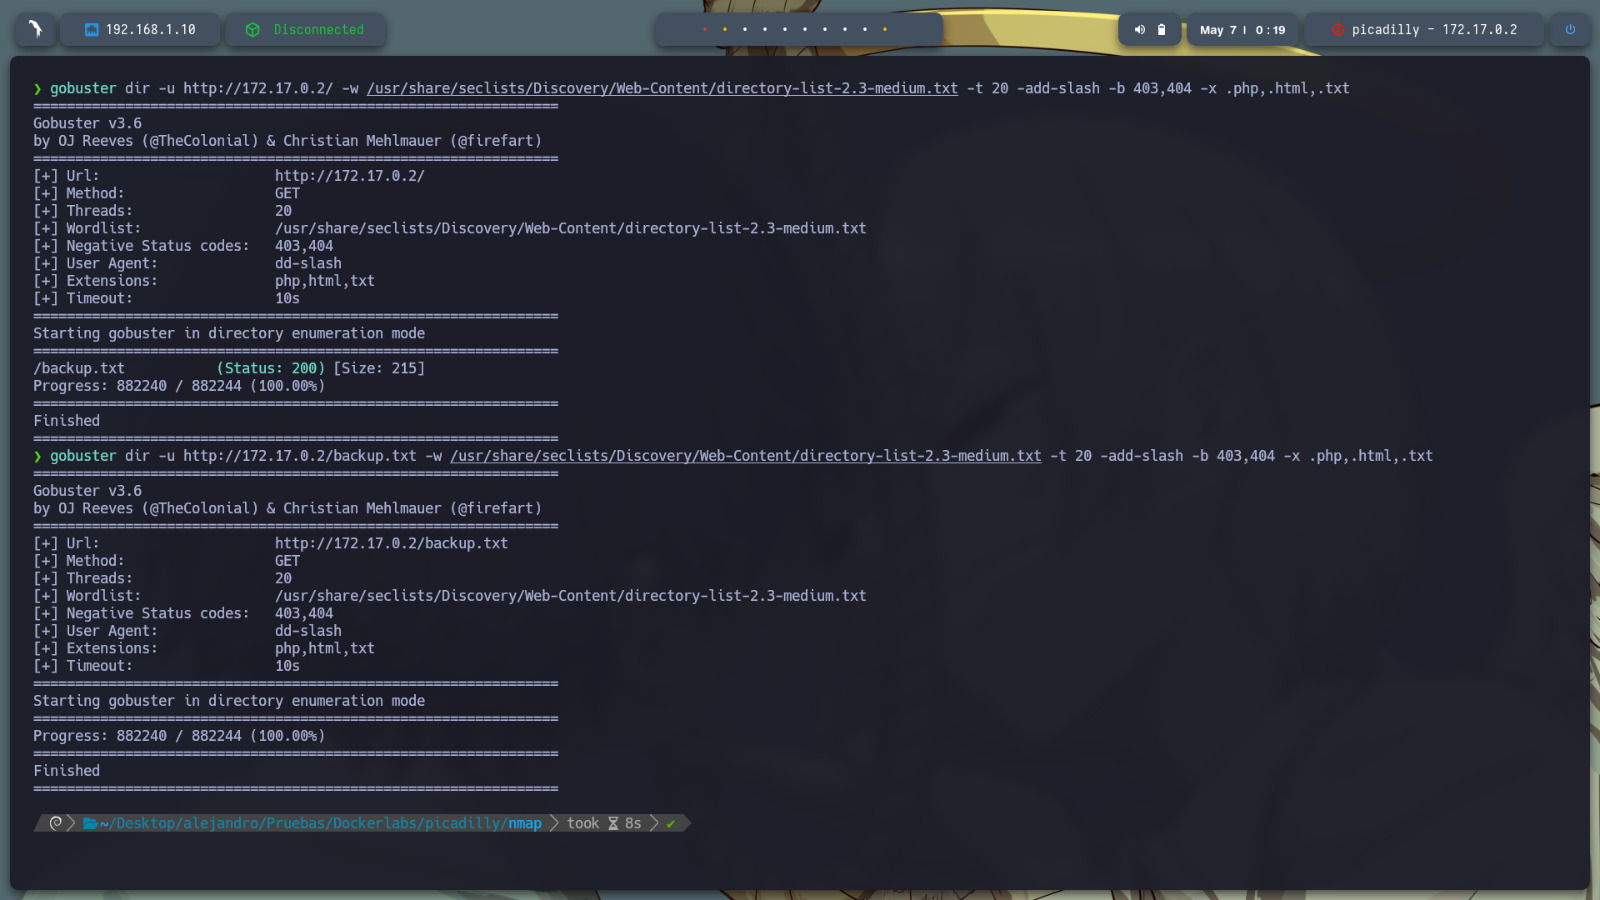 192.168.1.10 Disconnected May 7 | 0:19 picadilly - 172.17.0.2
❯ gobuster dir -u http://172.17.0.2/ -w /usr/share/seclists/Discovery/Web-Content/directory-list-2.3-medium.txt -t 20 -add-slash -b 403,404 -x .php,.html,.txt
===============================================================
Gobuster v3.6
by OJ Reeves (@TheColonial) & Christian Mehlmauer (@firefart)
===============================================================
[+] Url: http://172.17.0.2/
[+] Method: GET
[+] Threads: 20
[+] Wordlist: /usr/share/seclists/Discovery/Web-Content/directory-list-2.3-medium.txt
[+] Negative Status codes: 403,404
[+] User Agent: dd-slash
[+] Extensions: php,html,txt
[+] Timeout: 10s
===============================================================
Starting gobuster in directory enumeration mode
===============================================================
/backup.txt (Status: 200) [Size: 215]
Progress: 882240 / 882244 (100.00%)
===============================================================
Finished
===============================================================
❯ gobuster dir -u http://172.17.0.2/backup.txt -w /usr/share/seclists/Discovery/Web-Content/directory-list-2.3-medium.txt -t 20 -add-slash -b 403,404 -x .php,.html,.txt
===============================================================
Gobuster v3.6
by OJ Reeves (@TheColonial) & Christian Mehlmauer (@firefart)
===============================================================
[+] Url: http://172.17.0.2/backup.txt
[+] Method: GET
[+] Threads: 20
[+] Wordlist: /usr/share/seclists/Discovery/Web-Content/directory-list-2.3-medium.txt
[+] Negative Status codes: 403,404
[+] User Agent: dd-slash
[+] Extensions: php,html,txt
[+] Timeout: 10s
===============================================================
Starting gobuster in directory enumeration mode
===============================================================
Progress: 882240 / 882244 (100.00%)
===============================================================
Finished
===============================================================
~/Desktop/alejandro/Pruebas/Dockerlabs/picadilly/nmap took 8s ✔